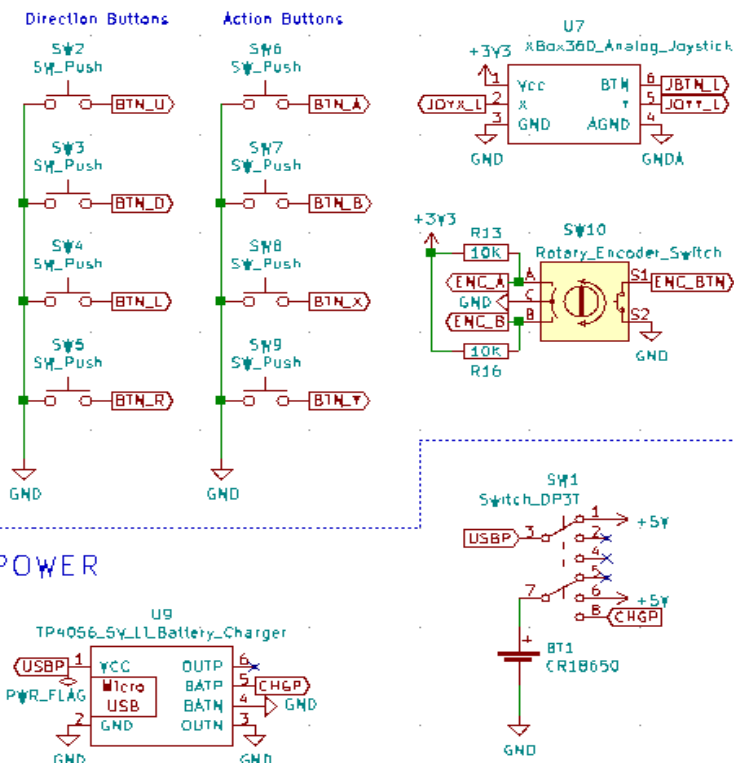 Direction Buttons
SW2
SW_Push
BTN_U
SW3
SW_Push
BTN_D
SW4
SW_Push
BTN_L
SW5
SW_Push
BTN_R
GND
Action Buttons
SW6
SW_Push
BTN_A
SW7
SW_Push
BTN_B
SW8
SW_Push
BTN_X
SW9
SW_Push
BTN_Y
GND
U7
XBox360_Analog_Joystick
+3V3
1 VCC BTN 6 JBTN_L
JOYX_L 2 X Y 5 JOYY_L
3 GND AGND 4
GND GNDA
+3V3
R13
10K
SW10
Rotary_Encoder_Switch
ENC_A A S1 ENC_BTN
GND C
ENC_B B S2
10K
R16
GND
SW1
Switch_DP3T
1 +5V
USBP 3 2
4
5
7 6 +5V
8 CHGP
+
BT1
CR18650
GND
POWER
U9
TP4056_5V_LI_Battery_Charger
USBP 1 VCC OUTP 6
PWR_FLAG Micro USB BATP 5 CHGP
BATN 4 GND
2 GND OUTN 3
GND GND